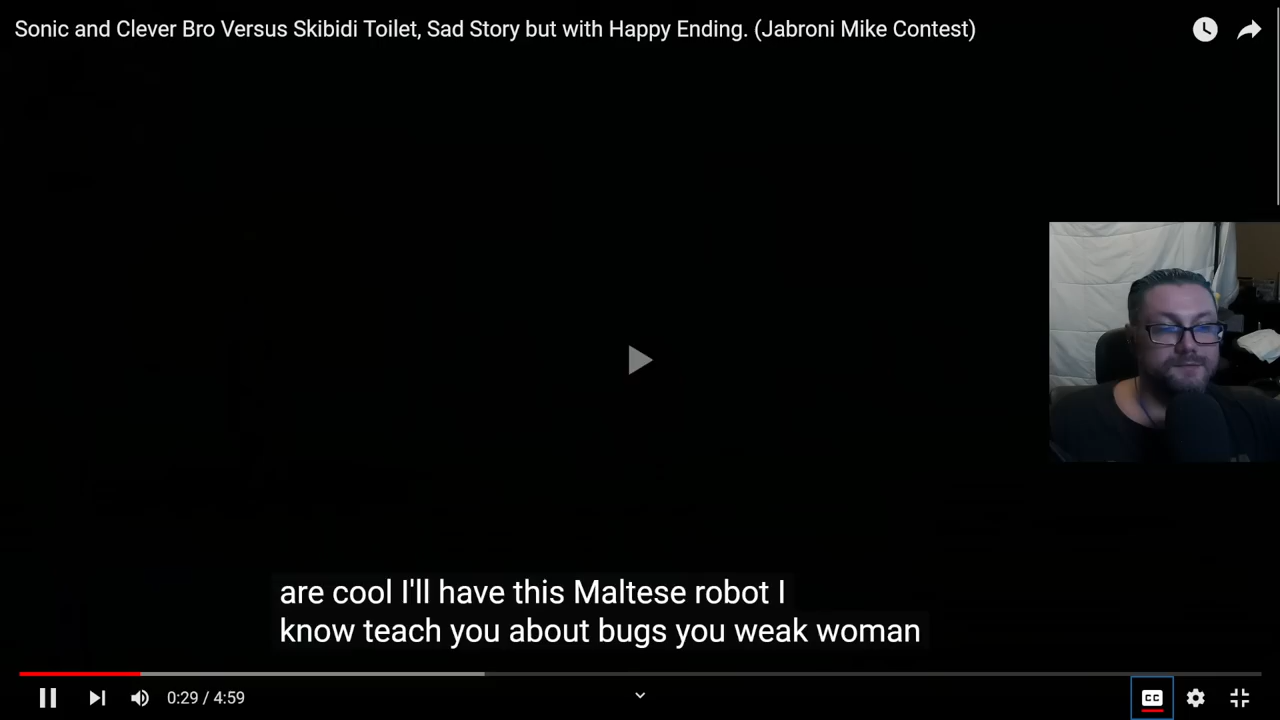 Sonic and Clever Bro Versus Skibidi Toilet, Sad Story but with Happy Ending. (Jabroni Mike Contest)
are cool I'll have this Maltese robot I
know teach you about bugs you weak woman
0:29 / 4:59
CC